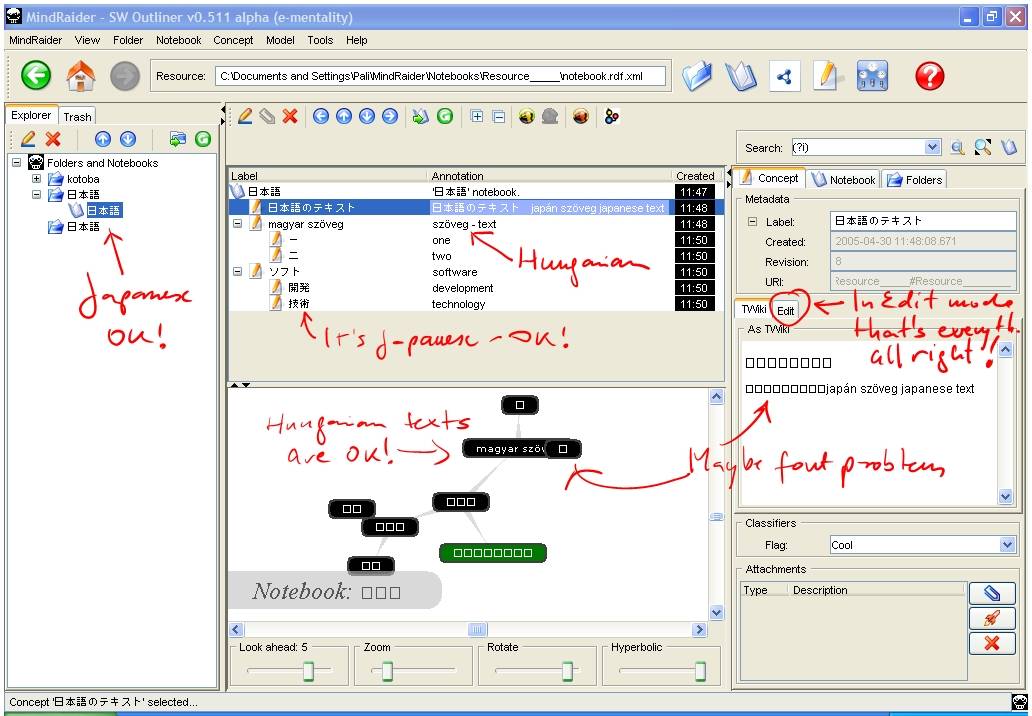 MindRaider - SW Outliner v0.511 alpha (e-mentality)
MindRaider View Folder Notebook Concept Model Tools Help
Resource: C:\Documents and Settings\Pali\MindRaider\Notebooks\Resource_____\notebook.rdf.xml
Explorer Trash
Folders and Notebooks
kotoba
日本語
日本語
日本語
Japanese
OK!
Label Annotation Created
日本語 '日本語' notebook. 11:47
日本語のテキスト 日本語のテキスト japán szöveg japanese text 11:48
magyar szöveg szöveg - text 11:48
一 one 11:50
二 two 11:50
ソフト software 11:50
開発 development 11:50
技術 technology 11:50
Hungarian
It's Japanese - OK!
Hungarian texts
are OK!
magyar szöv
Notebook: □□□
Look ahead: 5 Zoom Rotate Hyperbolic
Search: (?i)
Concept Notebook Folders
Metadata
Label: 日本語のテキスト
Created: 2005-04-30 11:48:08.671
Revision: 8
URI: Resource_____#Resource_____
TWiki Edit
In Edit mode
that's everyth.
all right!
As TWiki
□□□□□□□□
□□□□□□□□□japán szöveg japanese text
Maybe font problem
Classifiers
Flag: Cool
Attachments
Type Description
Concept '日本語のテキスト' selected...